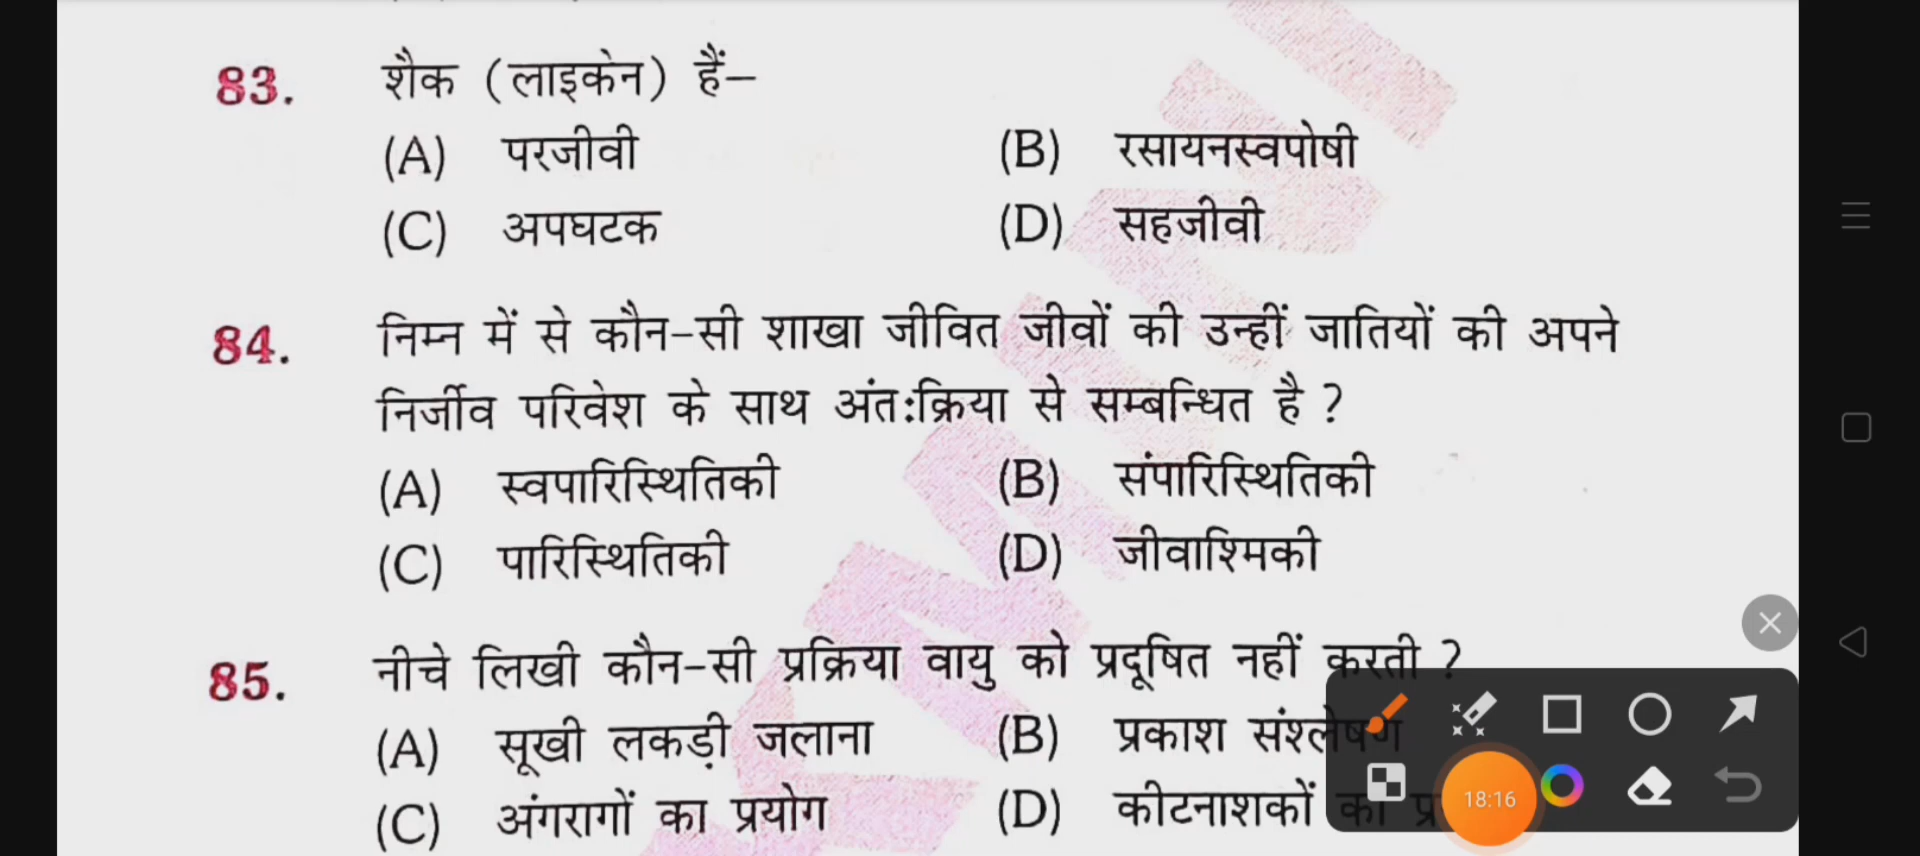 83. शैक (लाइकेन) हैं–
(A) परजीवी (B) रसायनस्वपोषी
(C) अपघटक (D) सहजीवी
84. निम्न में से कौन-सी शाखा जीवित जीवों की उन्हीं जातियों की अपने
निर्जीव परिवेश के साथ अंत:क्रिया से सम्बन्धित है ?
(A) स्वपारिस्थितिकी (B) संपारिस्थितिकी
(C) पारिस्थितिकी (D) जीवाश्मिकी
85. नीचे लिखी कौन-सी प्रक्रिया वायु को प्रदूषित नहीं करती ?
(A) सूखी लकड़ी जलाना (B) प्रकाश संश्लेषण
(C) अंगरागों का प्रयोग (D) कीटनाशकों का
18:16